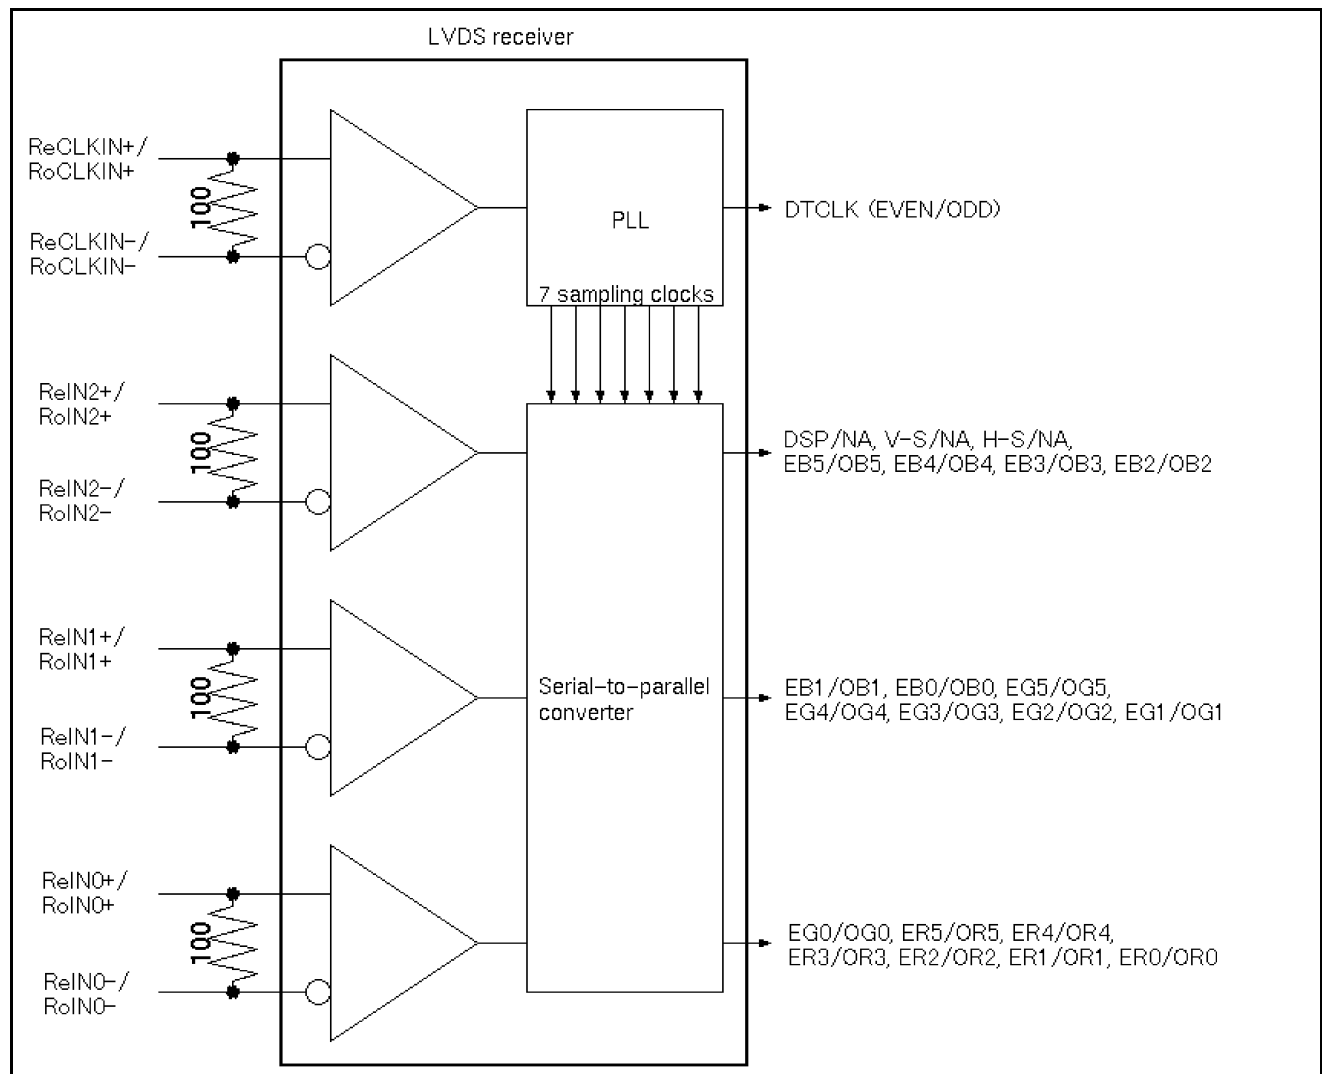 LVDS receiver
ReCLKIN+/
RoCLKIN+
100
ReCLKIN-/
RoCLKIN-
PLL
7 sampling clocks
DTCLK (EVEN/ODD)
ReIN2+/
RoIN2+
100
ReIN2-/
RoIN2-
DSP/NA, V-S/NA, H-S/NA,
EB5/OB5, EB4/OB4, EB3/OB3, EB2/OB2
ReIN1+/
RoIN1+
100
ReIN1-/
RoIN1-
Serial-to-parallel
converter
EB1/OB1, EB0/OB0, EG5/OG5,
EG4/OG4, EG3/OG3, EG2/OG2, EG1/OG1
ReIN0+/
RoIN0+
100
ReIN0-/
RoIN0-
EG0/OG0, ER5/OR5, ER4/OR4,
ER3/OR3, ER2/OR2, ER1/OR1, ER0/OR0